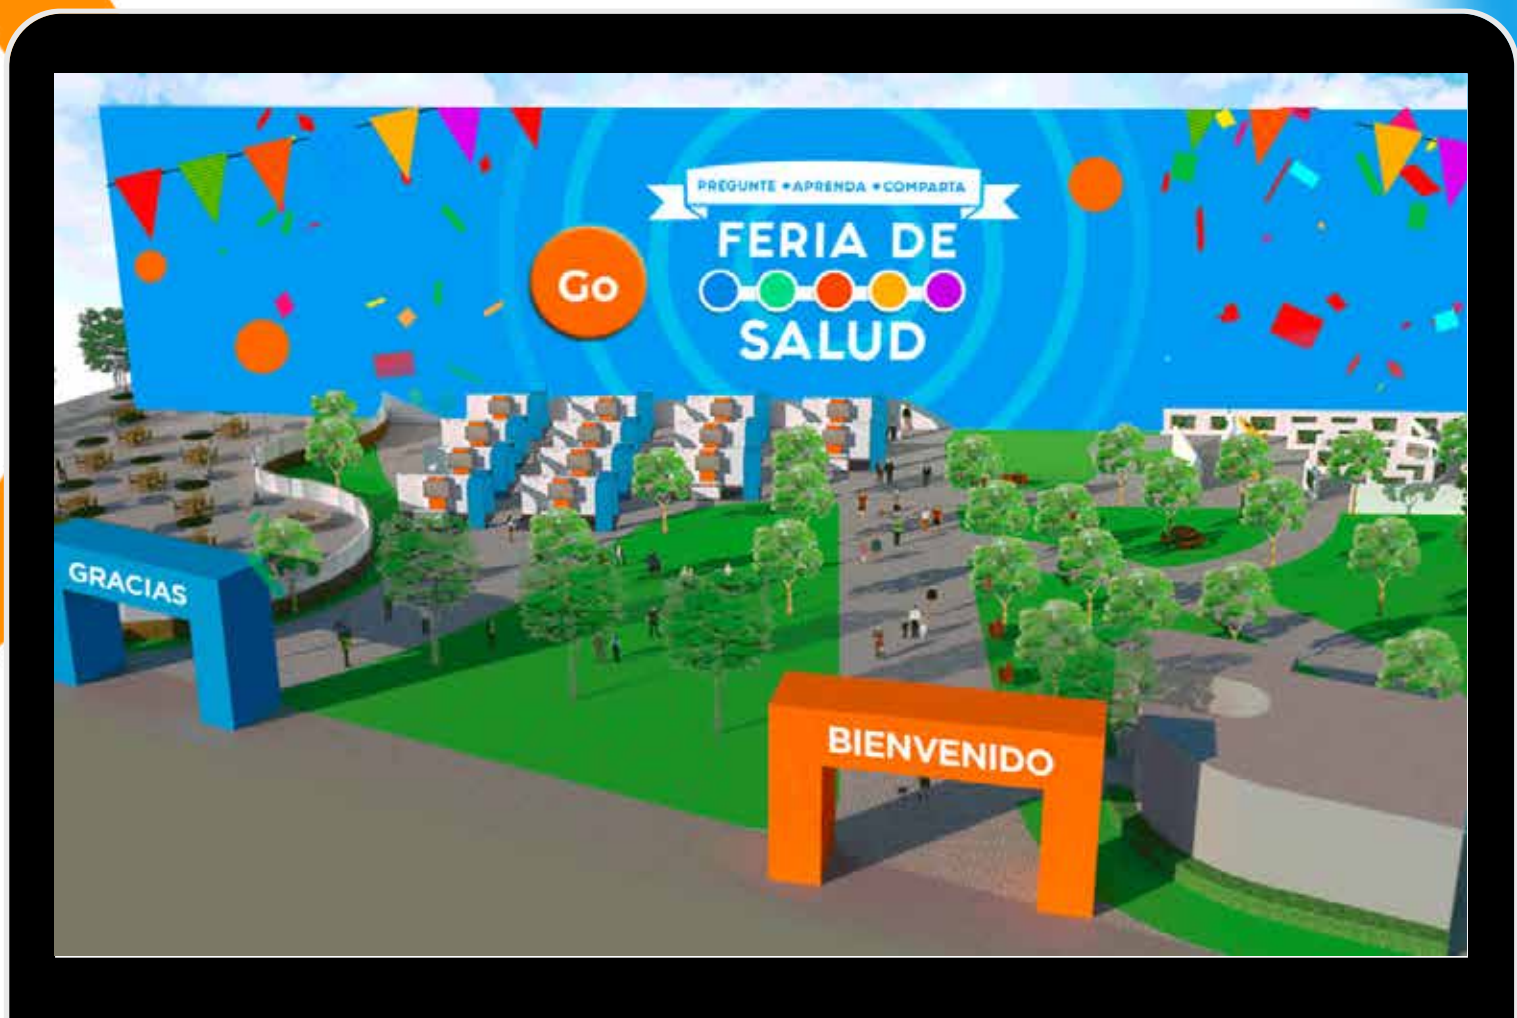 PREGUNTE • APRENDA • COMPARTA
FERIA DE
SALUD
Go
GRACIAS
BIENVENIDO